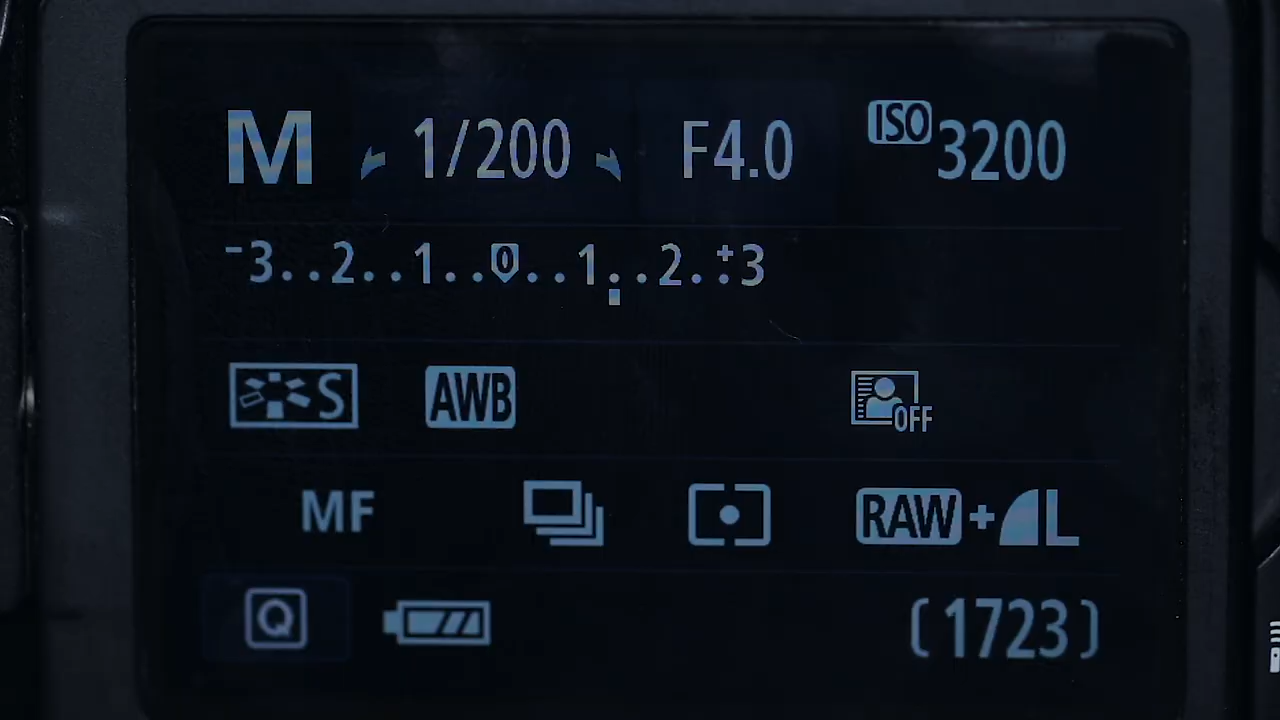 M 1/200 F4.0 ISO 3200
-3..2..1..0..1..2..+3
S AWB OFF
MF RAW+L
Q (1723)